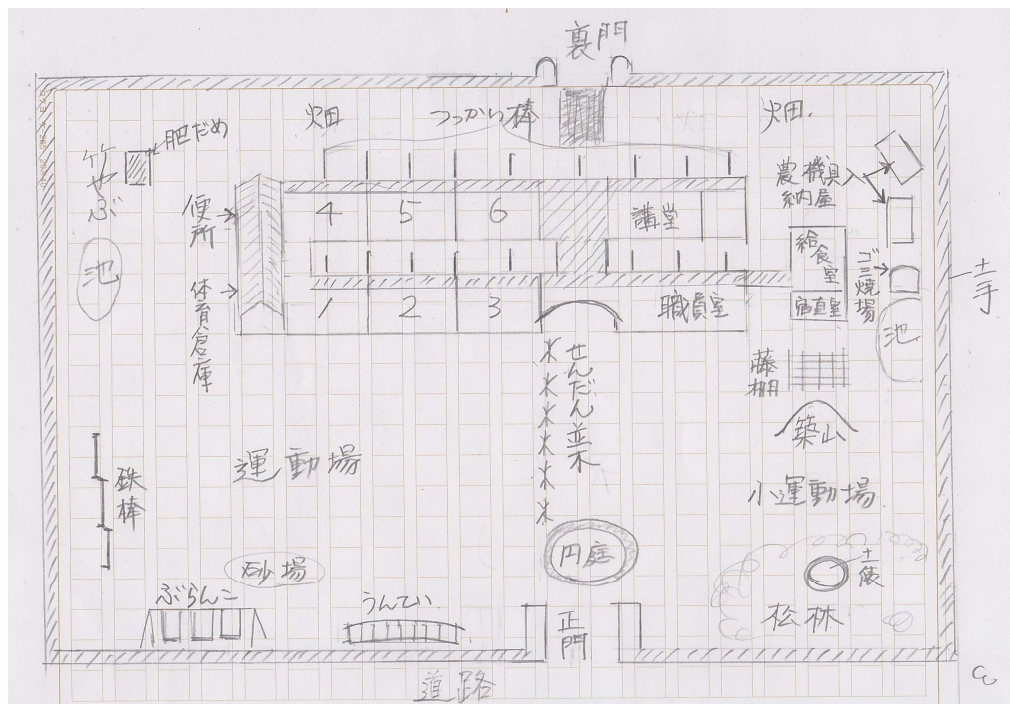 裏門
畑
つっかい棒
畑.
肥だめ
竹やぶ
農機具
納屋
便所
4
5
6
講堂
池
給食室
ゴミ焼場
土手
体育倉庫
1
2
3
職員室
宿直室
池
藤棚
せんだん並木
築山
運動場
鉄棒
小運動場
円庭
砂場
土俵
ぶらんこ
うんてい
正門
松林
道路